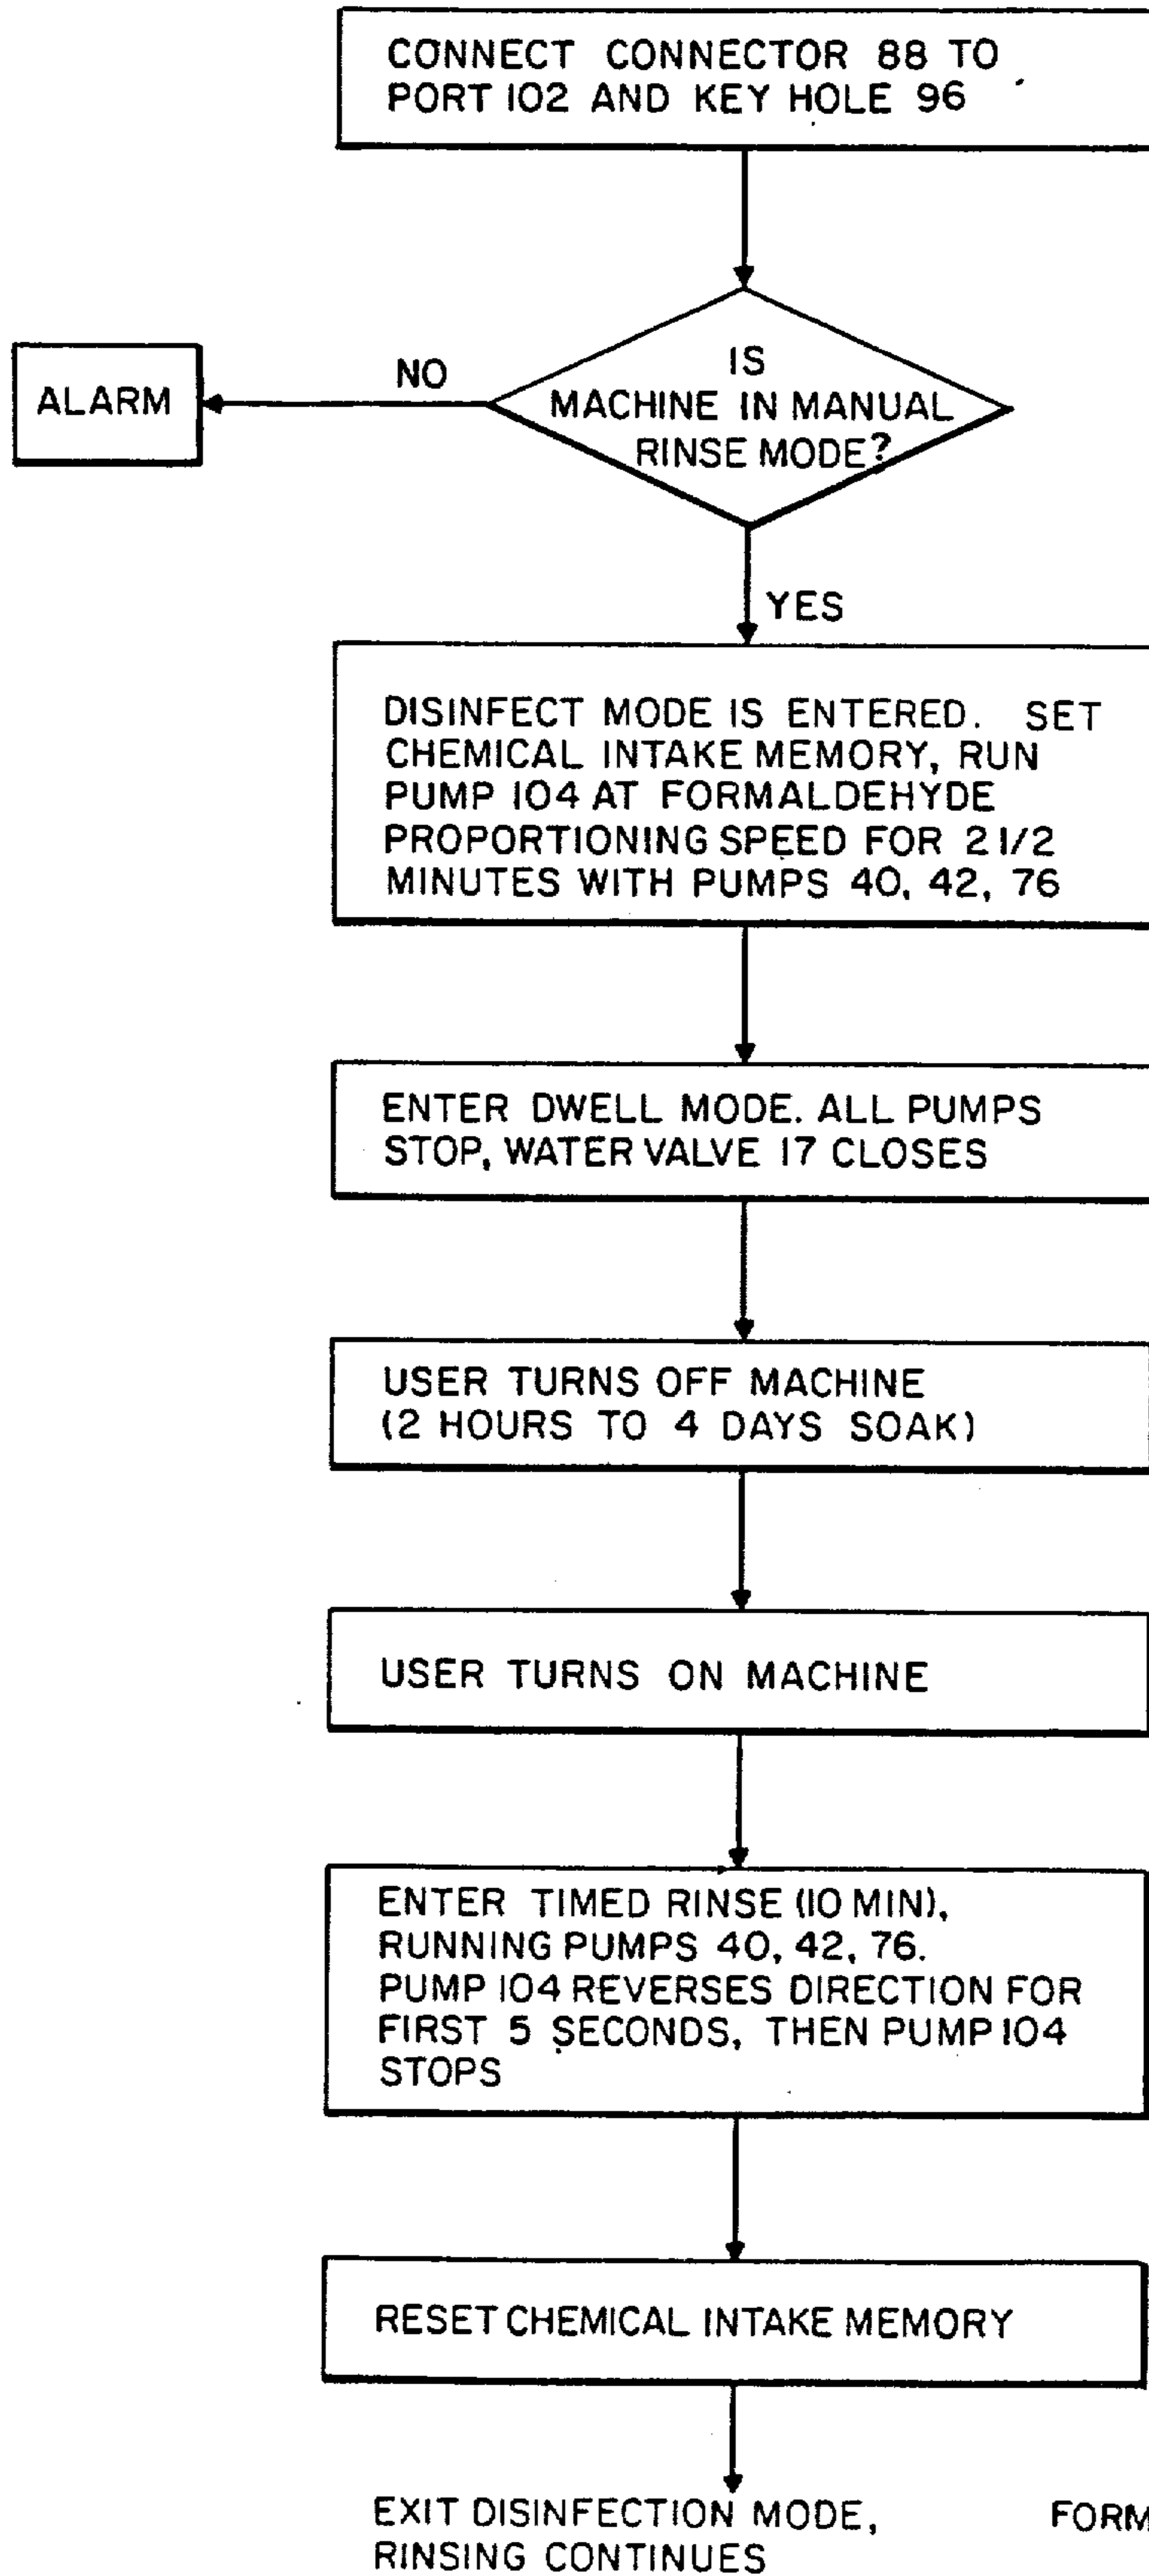 CONNECT CONNECTOR 88 TO
PORT 102 AND KEY HOLE 96
IS
MACHINE IN MANUAL
RINSE MODE?
NO
ALARM
YES
DISINFECT MODE IS ENTERED. SET
CHEMICAL INTAKE MEMORY, RUN
PUMP 104 AT FORMALDEHYDE
PROPORTIONING SPEED FOR 2 1/2
MINUTES WITH PUMPS 40, 42, 76
ENTER DWELL MODE. ALL PUMPS
STOP, WATER VALVE 17 CLOSES
USER TURNS OFF MACHINE
(2 HOURS TO 4 DAYS SOAK)
USER TURNS ON MACHINE
ENTER TIMED RINSE (10 MIN),
RUNNING PUMPS 40, 42, 76.
PUMP 104 REVERSES DIRECTION FOR
FIRST 5 SECONDS, THEN PUMP 104
STOPS
RESET CHEMICAL INTAKE MEMORY
EXIT DISINFECTION MODE, FORM
RINSING CONTINUES